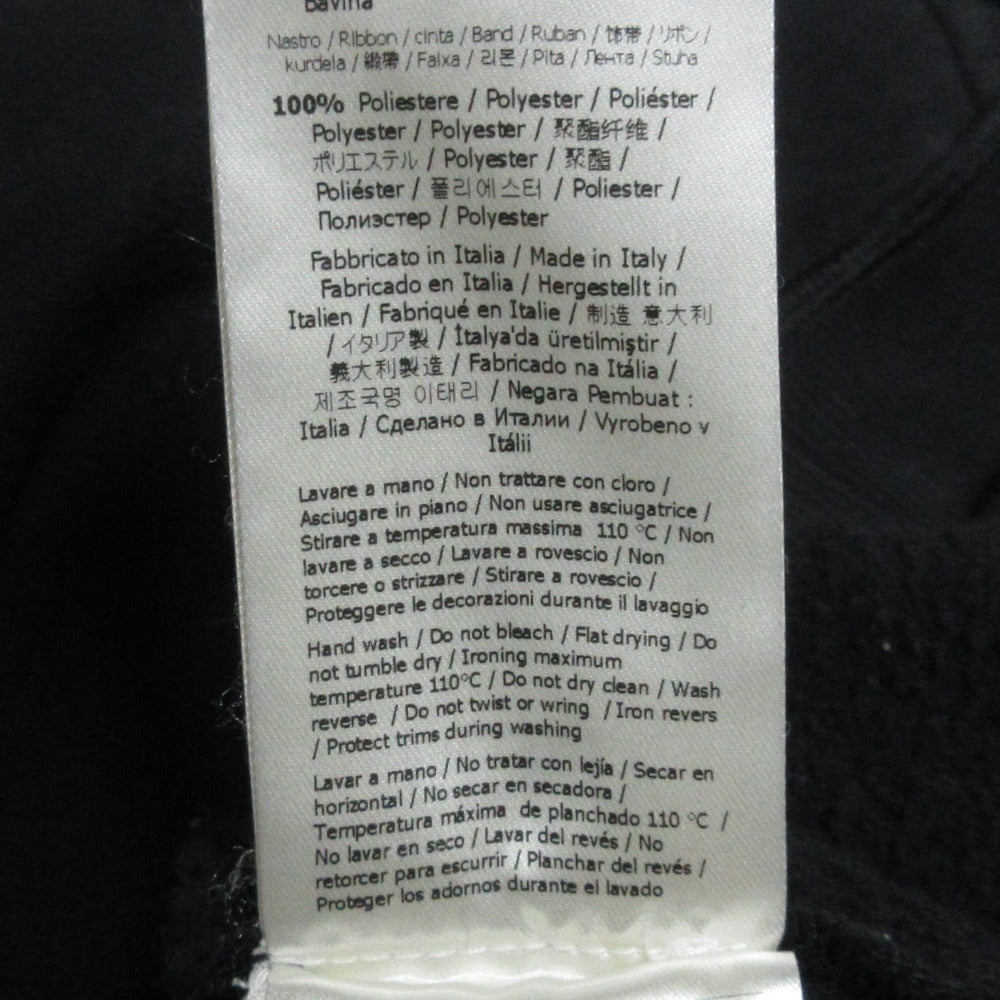 Bavlna
Nastro / Ribbon / cinta / Band / Ruban / 饰带 / リボン /
kurdela / 緞帶 / Faixa / 리본 / Pita / Лента / Stuha
100% Poliestere / Polyester / Poliéster /
Polyester / Polyester / 聚酯纤维 /
ポリエステル / Polyester / 聚酯 /
Poliéster / 폴리에스터 / Poliester /
Полиэстер / Polyester
Fabbricato in Italia / Made in Italy /
Fabricado en Italia / Hergestellt in
Italien / Fabriqué en Italie / 制造 意大利
/ イタリア製 / İtalya'da üretilmiştir /
義大利製造 / Fabricado na Itália /
제조국명 이태리 / Negara Pembuat :
Italia / Сделано в Италии / Vyrobeno v
Itálii
Lavare a mano / Non trattare con cloro /
Asciugare in piano / Non usare asciugatrice /
Stirare a temperatura massima 110 °C / Non
lavare a secco / Lavare a rovescio / Non
torcere o strizzare / Stirare a rovescio /
Proteggere le decorazioni durante il lavaggio
Hand wash / Do not bleach / Flat drying / Do
not tumble dry / Ironing maximum
temperature 110°C / Do not dry clean / Wash
reverse / Do not twist or wring / Iron revers
/ Protect trims during washing
Lavar a mano / No tratar con lejía / Secar en
horizontal / No secar en secadora /
Temperatura máxima de planchado 110 °C /
No lavar en seco / Lavar del revés / No
retorcer para escurrir / Planchar del revés /
Proteger los adornos durante el lavado